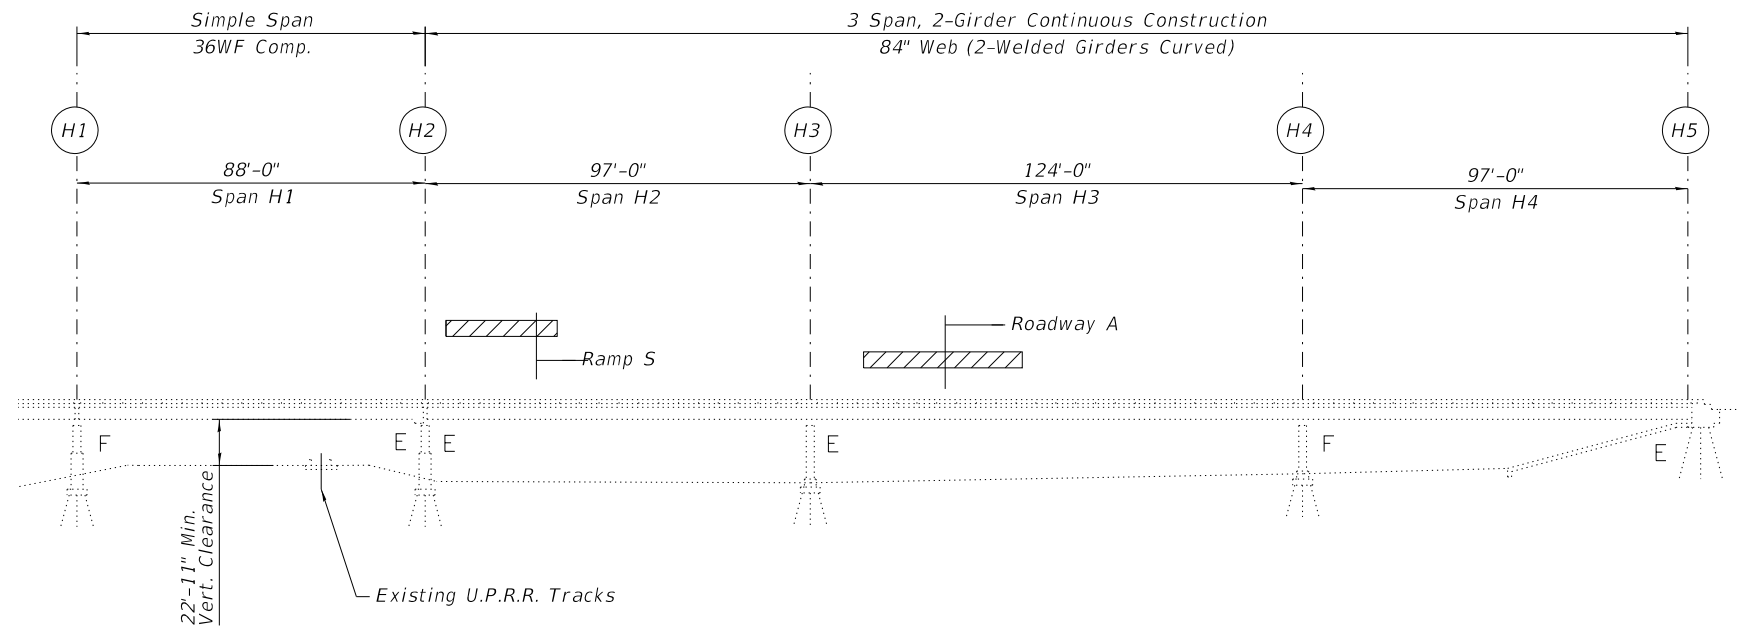 Simple Span
36WF Comp.
3 Span, 2-Girder Continuous Construction
84" Web (2-Welded Girders Curved)
H1
H2
H3
H4
H5
88'-0"
Span H1
97'-0"
Span H2
124'-0"
Span H3
97'-0"
Span H4
Ramp S
Roadway A
F
E
E
E
F
E
22'-11" Min.
Vert. Clearance
Existing U.P.R.R. Tracks